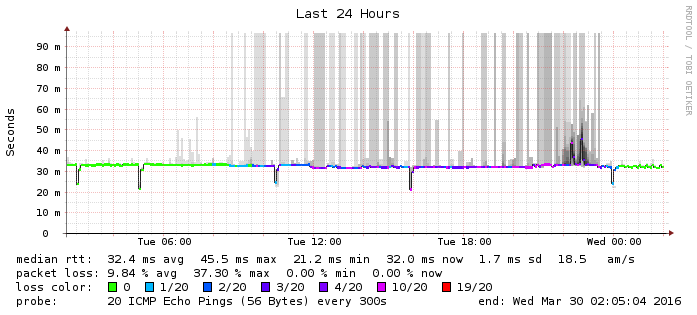 Last 24 Hours
RRDTOOL / TOBI OETIKER
Seconds
90 m
80 m
70 m
60 m
50 m
40 m
30 m
20 m
10 m
0
Tue 06:00 Tue 12:00 Tue 18:00 Wed 00:00
median rtt: 32.4 ms avg 45.5 ms max 21.2 ms min 32.0 ms now 1.7 ms sd 18.5 am/s
packet loss: 9.84 % avg 37.30 % max 0.00 % min 0.00 % now
loss color: 0 1/20 2/20 3/20 4/20 10/20 19/20
probe: 20 ICMP Echo Pings (56 Bytes) every 300s end: Wed Mar 30 02:05:04 2016